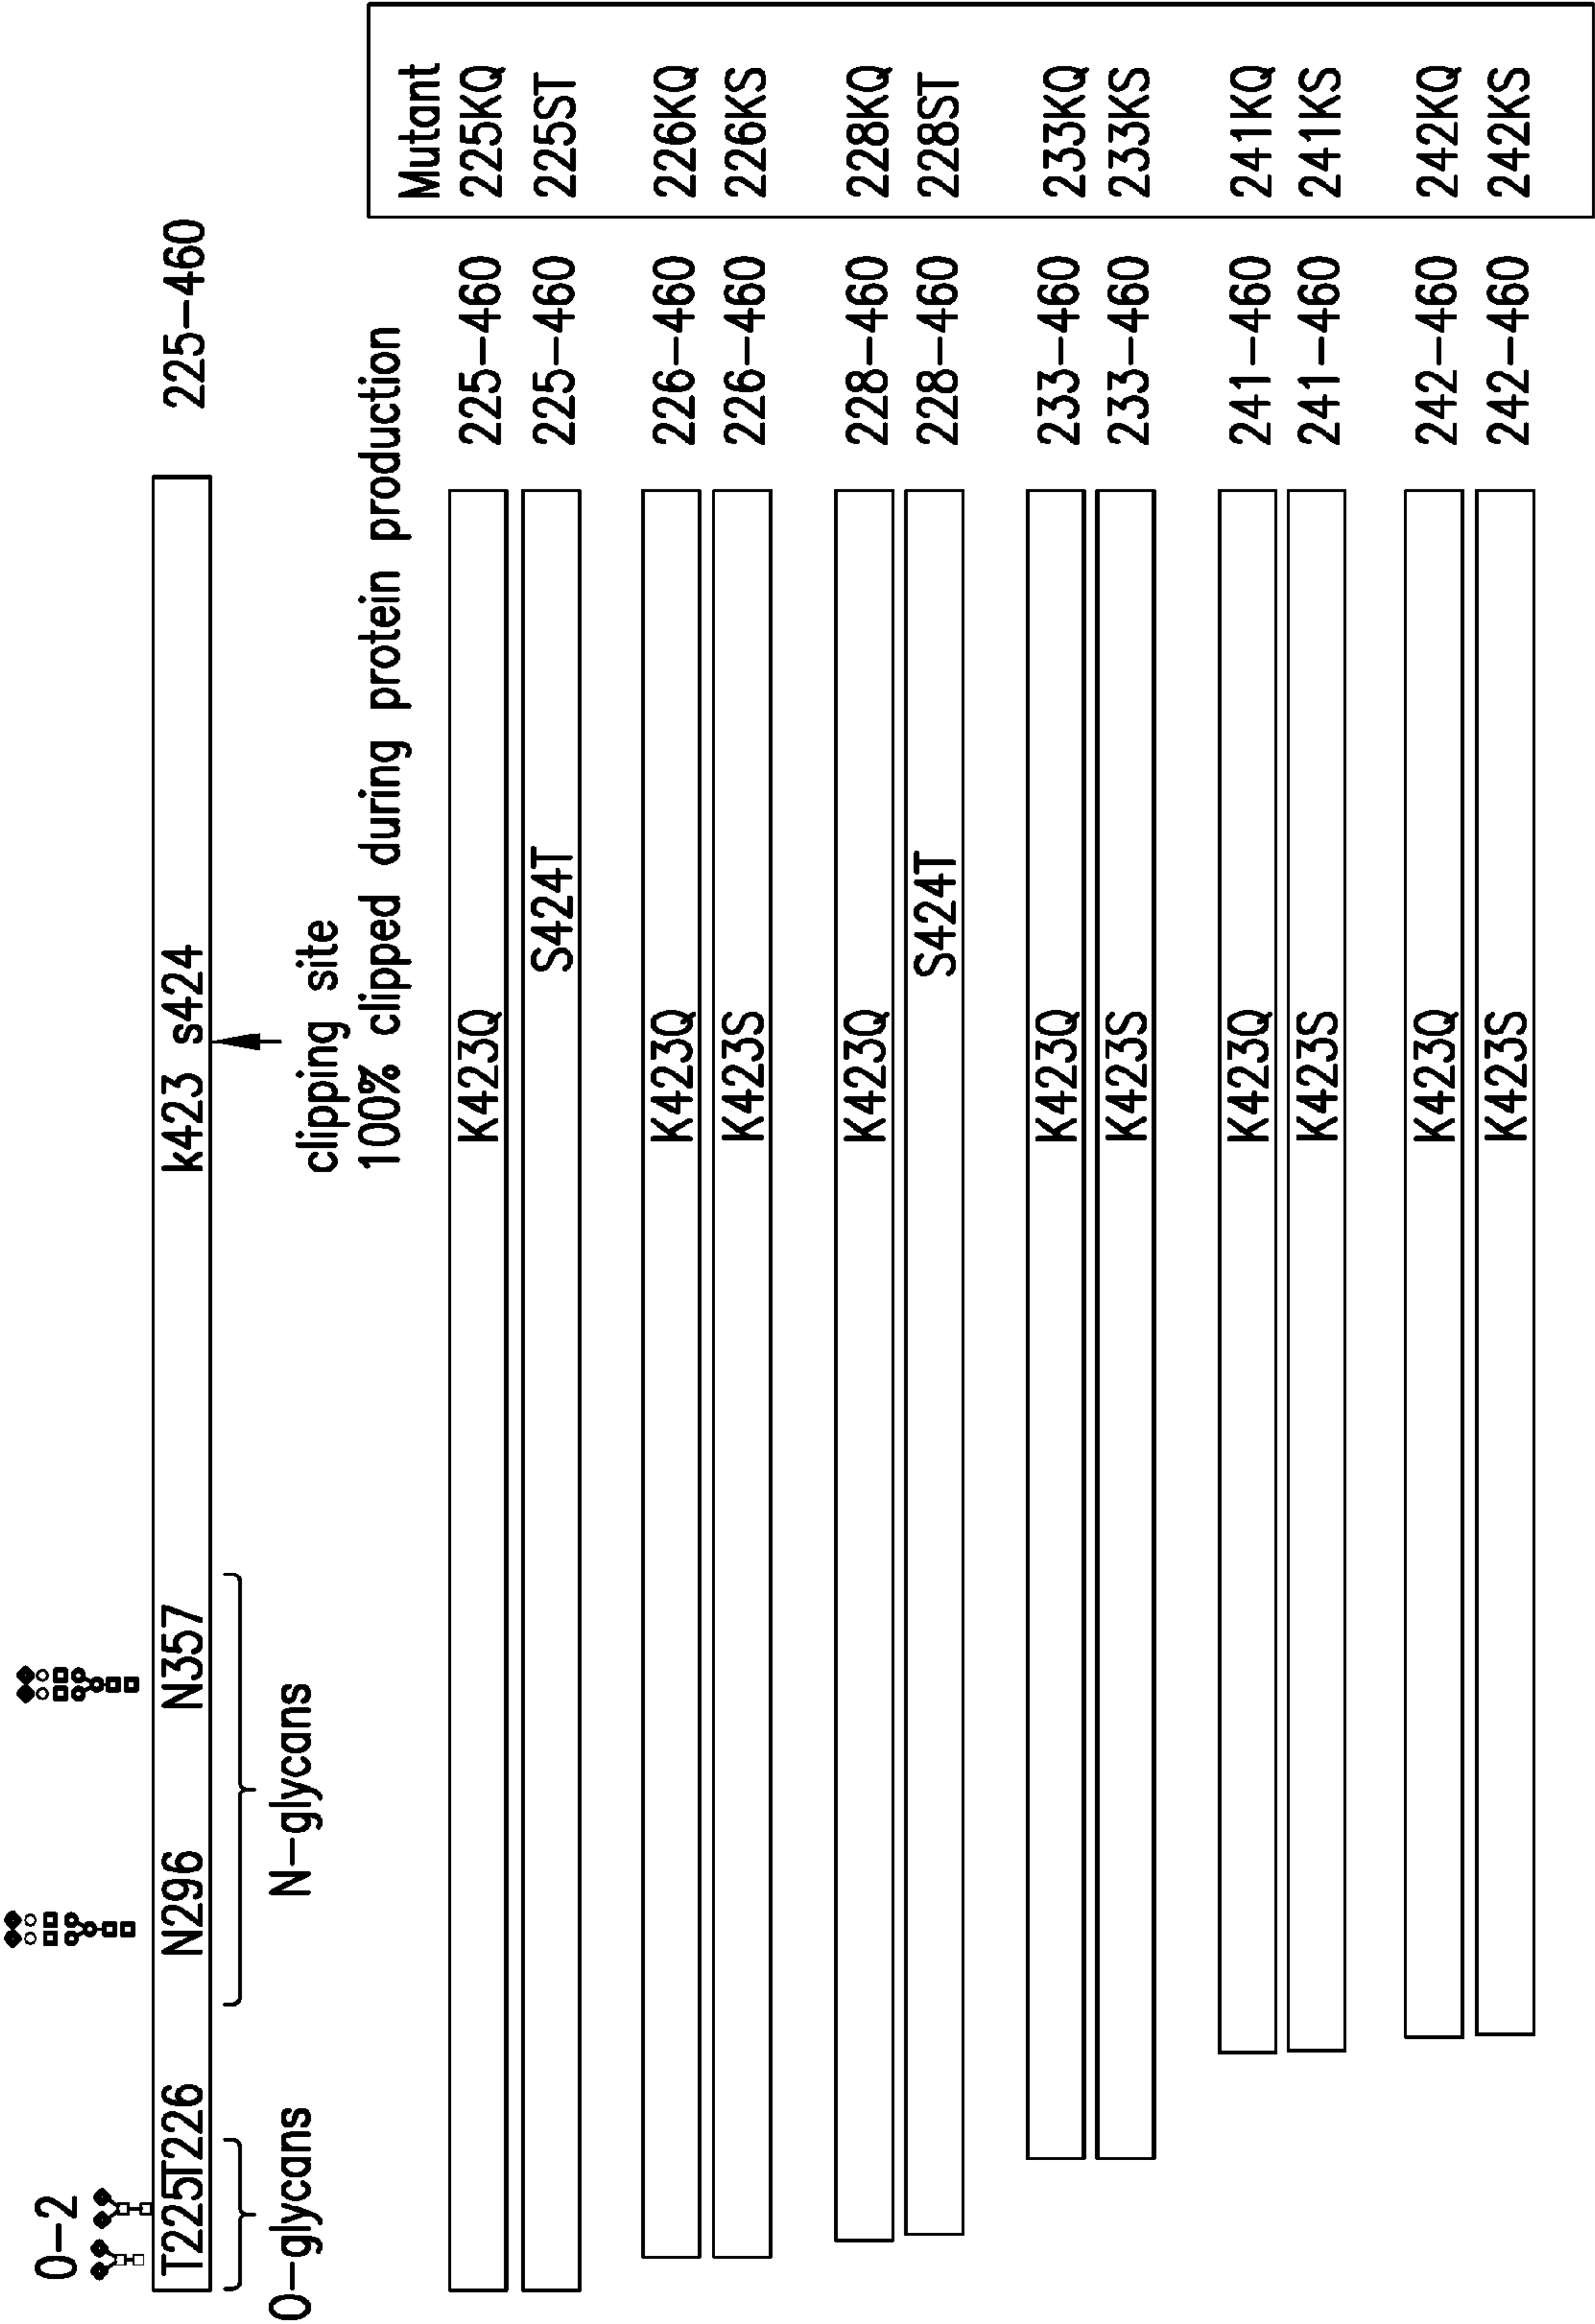 0-2
T225T226 N296 N357 k423 s424 225-460
O-glycans N-glycans clipping site
100% clipped during protein production
Mutant
K423Q 225-460 225KQ
S424T 225-460 225ST
K423Q 226-460 226KQ
K423S 226-460 226KS
K423Q 228-460 228KQ
S424T 228-460 228ST
K423Q 233-460 233KQ
K423S 233-460 233KS
K423Q 241-460 241KQ
K423S 241-460 241KS
K423Q 242-460 242KQ
K423S 242-460 242KS